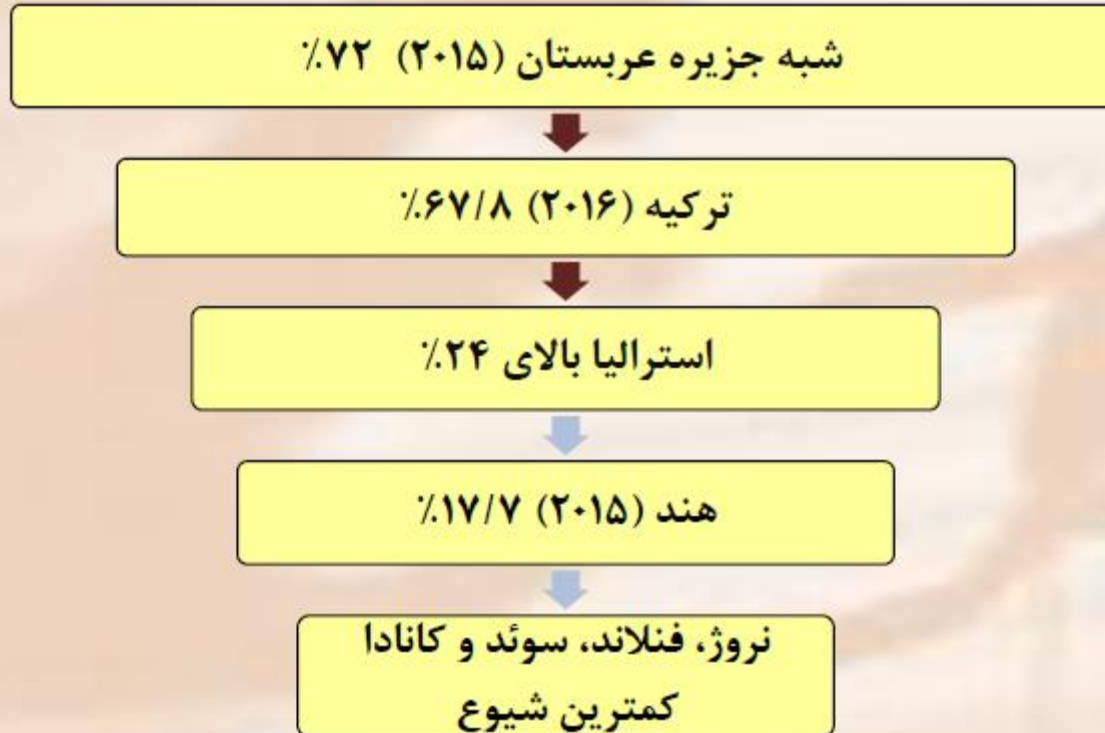 شبه جزیره عربستان (۲۰۱۵) ۷۲٪
ترکیه (۲۰۱۶) ۶۷/۸٪
استرالیا بالای ۲۴٪
هند (۲۰۱۵) ۱۷/۷٪
نروژ، فنلاند، سوئد و کانادا
کمترین شیوع